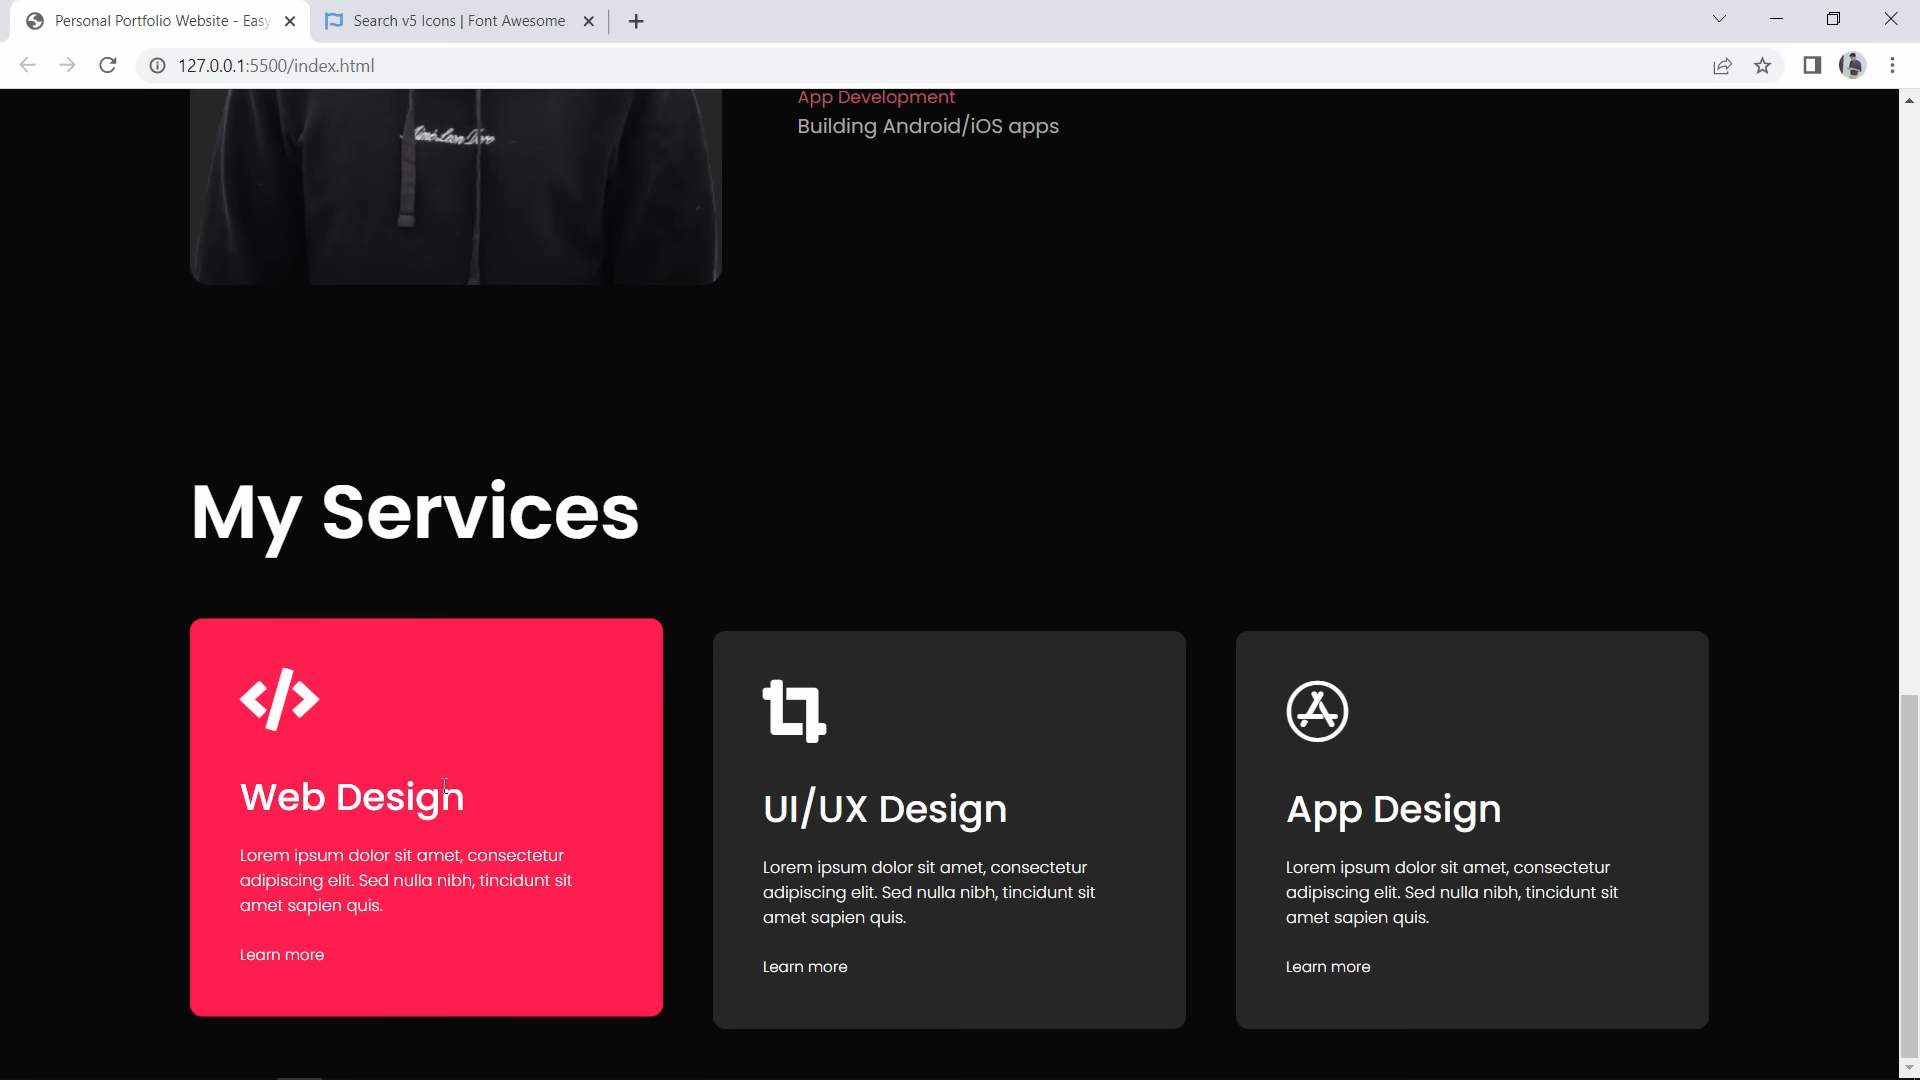 Personal Portfolio Website - Easy
Search v5 Icons | Font Awesome
127.0.0.1:5500/index.html
App Development
Building Android/iOS apps
My Services
Web Design
Lorem ipsum dolor sit amet, consectetur
adipiscing elit. Sed nulla nibh, tincidunt sit
amet sapien quis.
Learn more
UI/UX Design
Lorem ipsum dolor sit amet, consectetur
adipiscing elit. Sed nulla nibh, tincidunt sit
amet sapien quis.
Learn more
App Design
Lorem ipsum dolor sit amet, consectetur
adipiscing elit. Sed nulla nibh, tincidunt sit
amet sapien quis.
Learn more